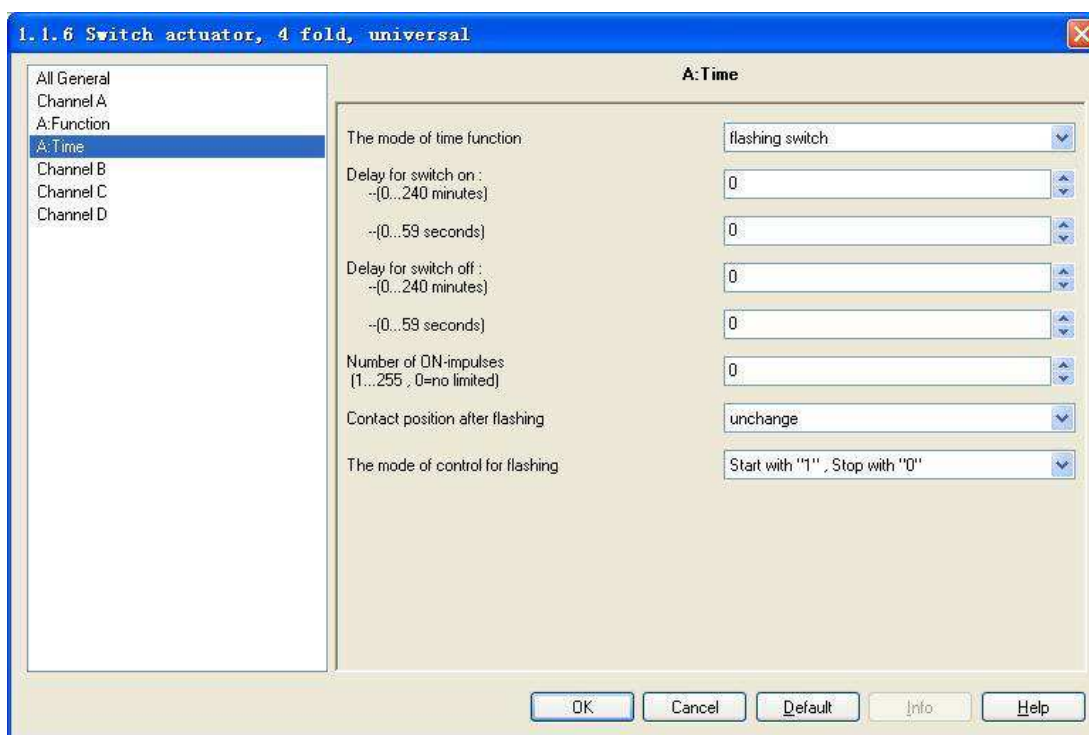 1.1.6 Switch actuator, 4 fold, universal
All General
Channel A
A:Function
A:Time
Channel B
Channel C
Channel D
A:Time
The mode of time function
flashing switch
Delay for switch on :
--(0...240 minutes)
0
--(0...59 seconds)
0
Delay for switch off :
--(0...240 minutes)
0
--(0...59 seconds)
0
Number of ON-impulses
(1...255 , 0=no limited)
0
Contact position after flashing
unchange
The mode of control for flashing
Start with "1" , Stop with "0"
OK
Cancel
Default
Info
Help